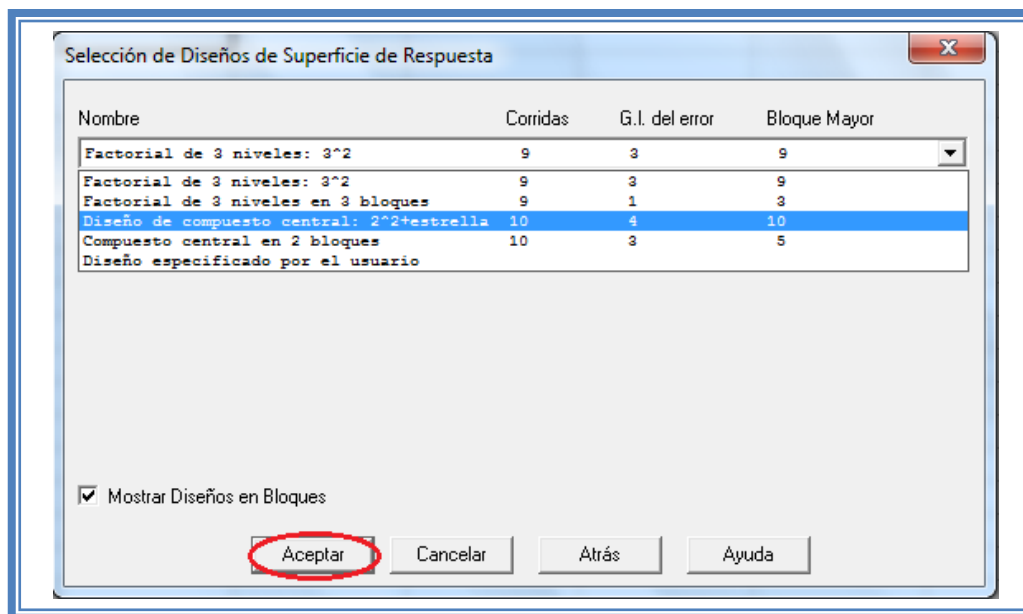 Selección de Diseños de Superficie de Respuesta
Nombre Corridas G.l. del error Bloque Mayor
Factorial de 3 niveles: 3^2 9 3 9
Factorial de 3 niveles: 3^2 9 3 9
Factorial de 3 niveles en 3 bloques 9 1 3
Diseño de compuesto central: 2^2+estrella 10 4 10
Compuesto central en 2 bloques 10 3 5
Diseño especificado por el usuario
Mostrar Diseños en Bloques
Aceptar Cancelar Atrás Ayuda